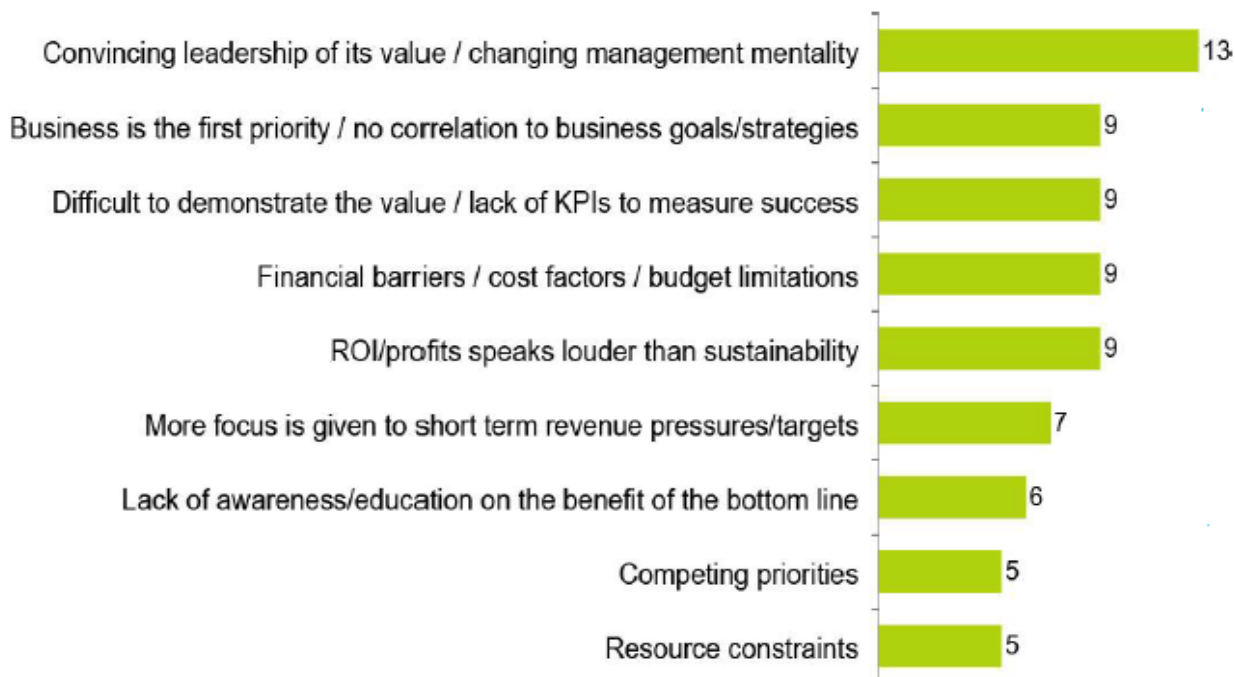 Convincing leadership of its value / changing management mentality 13
Business is the first priority / no correlation to business goals/strategies 9
Difficult to demonstrate the value / lack of KPIs to measure success 9
Financial barriers / cost factors / budget limitations 9
ROI/profits speaks louder than sustainability 9
More focus is given to short term revenue pressures/targets 7
Lack of awareness/education on the benefit of the bottom line 6
Competing priorities 5
Resource constraints 5